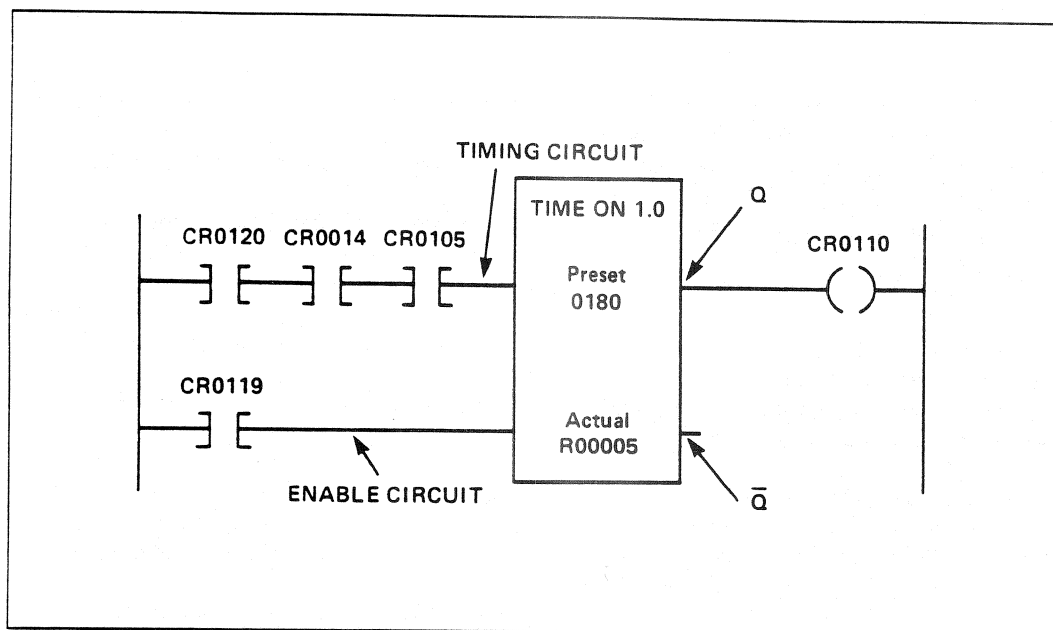 TIMING CIRCUIT
Q
TIME ON 1.0
CR0120 CR0014 CR0105
CR0110
Preset
0180
CR0119
Actual
R00005
ENABLE CIRCUIT
Q̅